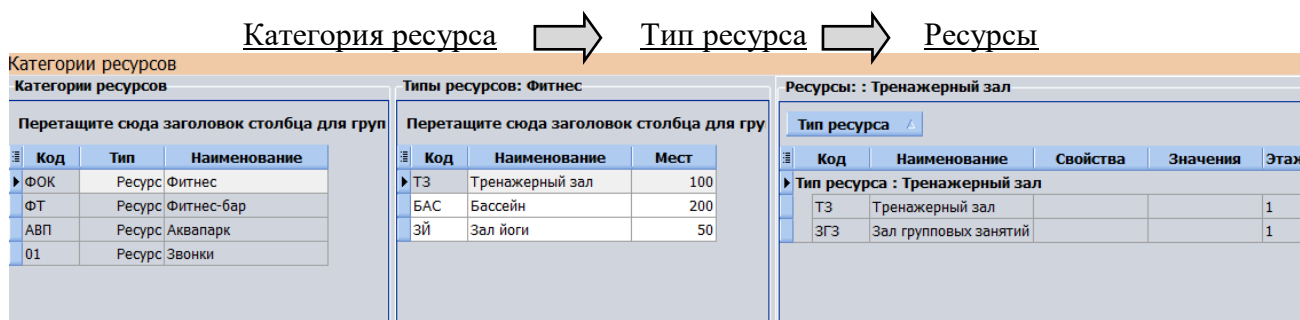 Категория ресурса Тип ресурса Ресурсы
Категории ресурсов
Категории ресурсов
Перетащите сюда заголовок столбца для груп
Код Тип Наименование
ФОК Ресурс Фитнес
ФТ Ресурс Фитнес-бар
АВП Ресурс Аквапарк
01 Ресурс Звонки
Типы ресурсов: Фитнес
Перетащите сюда заголовок столбца для гру
Код Наименование Мест
ТЗ Тренажерный зал 100
БАС Бассейн 200
ЗЙ Зал йоги 50
Ресурсы: : Тренажерный зал
Тип ресурса
Код Наименование Свойства Значения Этаж
Тип ресурса : Тренажерный зал
ТЗ Тренажерный зал 1
ЗГЗ Зал групповых занятий 1